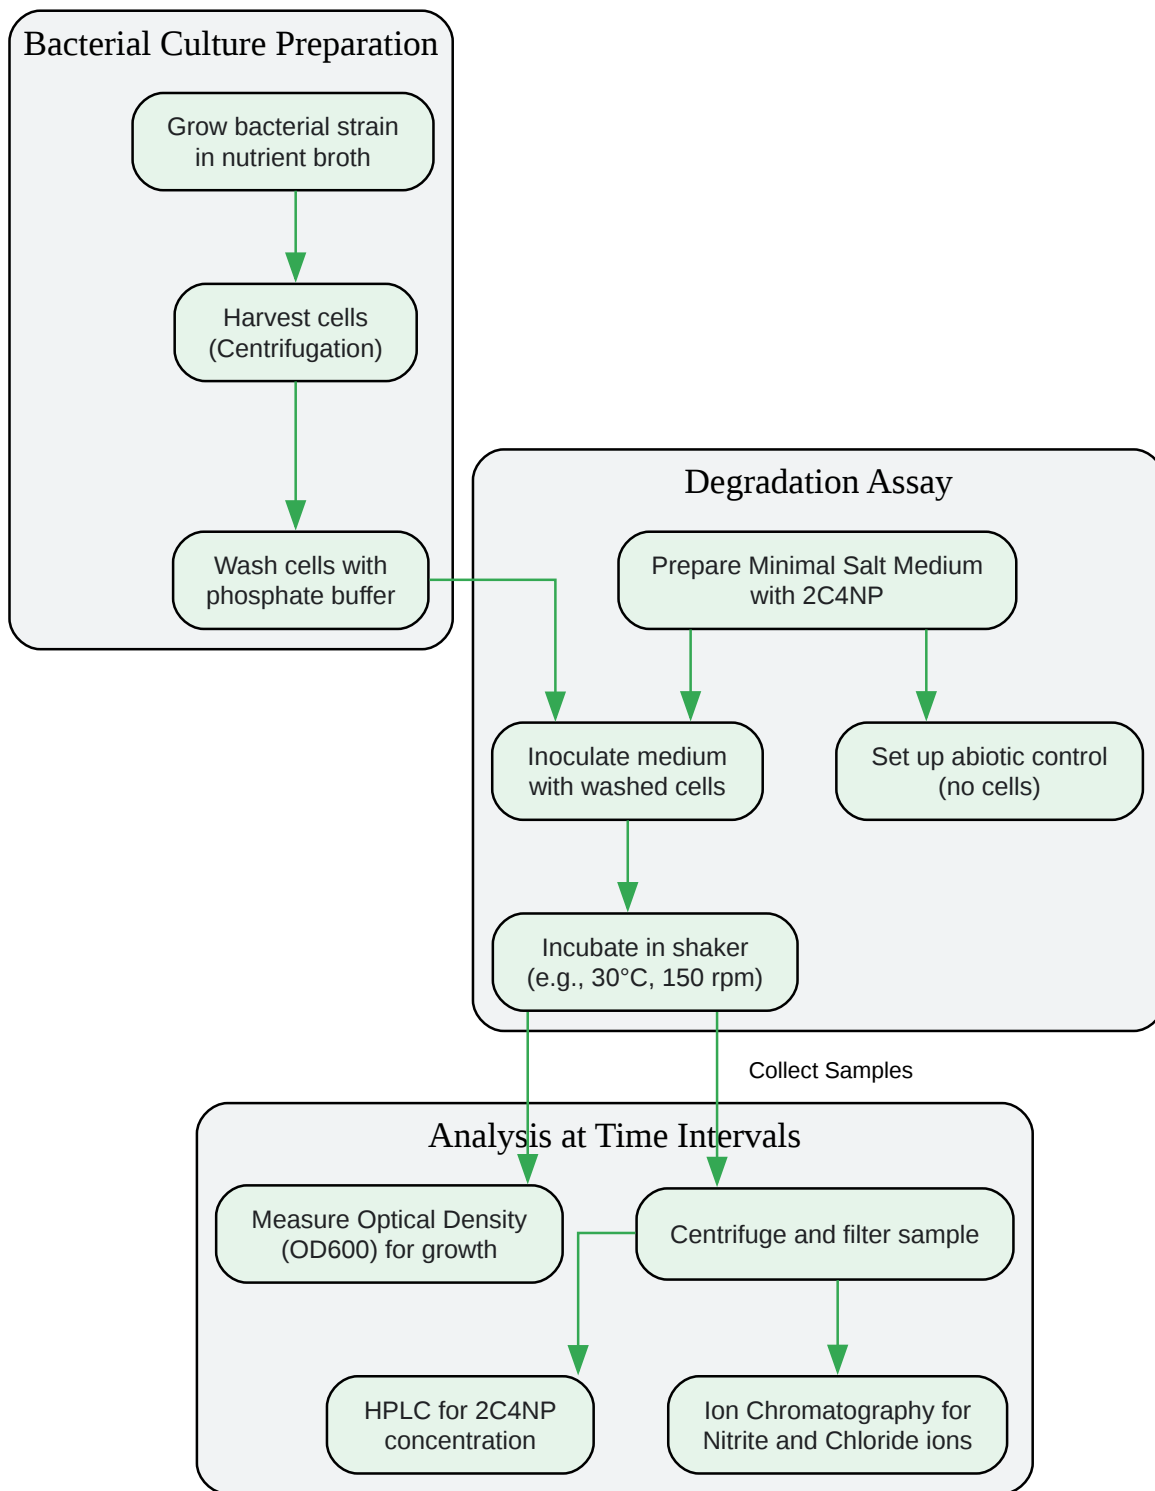 Bacterial Culture Preparation
Grow bacterial strain
in nutrient broth
Harvest cells
(Centrifugation)
Wash cells with
phosphate buffer
Degradation Assay
Prepare Minimal Salt Medium
with 2C4NP
Inoculate medium
with washed cells
Set up abiotic control
(no cells)
Incubate in shaker
(e.g., 30°C, 150 rpm)
Collect Samples
Analysis at Time Intervals
Measure Optical Density
(OD600) for growth
Centrifuge and filter sample
HPLC for 2C4NP
concentration
Ion Chromatography for
Nitrite and Chloride ions